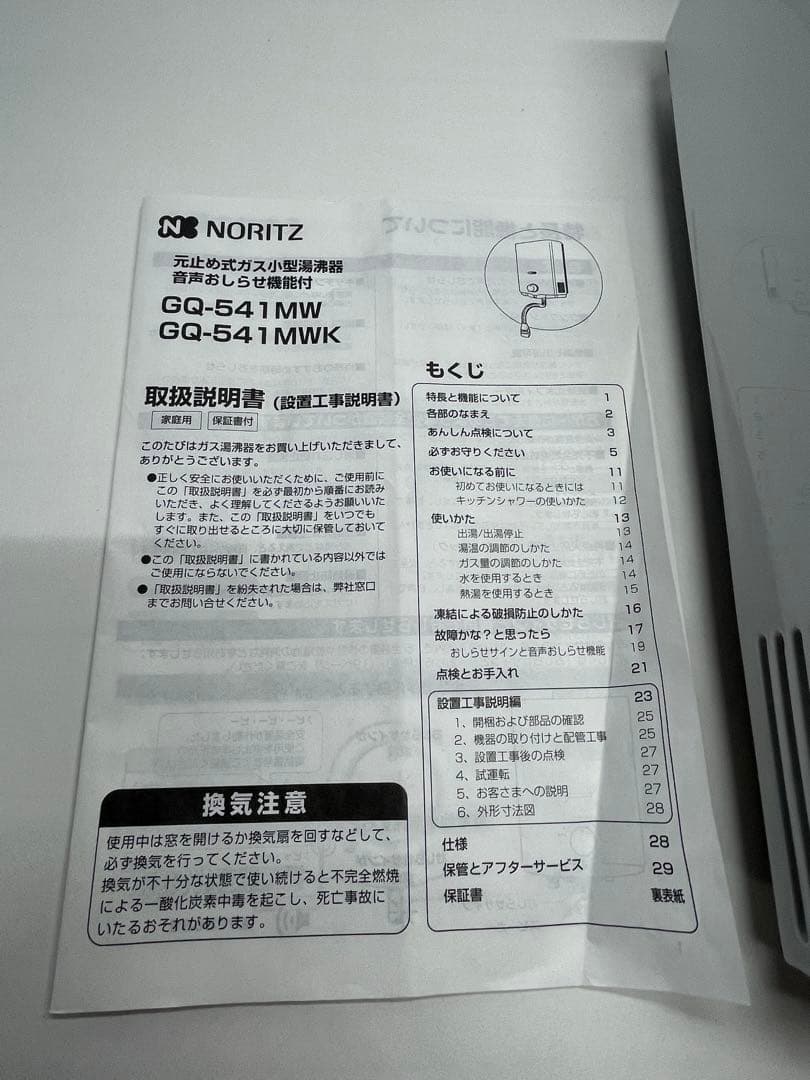 NORITZ
元止め式ガス小型湯沸器
音声おしらせ機能付
GQ-541MW
GQ-541MWK
取扱説明書(設置工事説明書)
家庭用 保証書付
このたびはガス湯沸器をお買い上げいただきまして、
ありがとうございます。
●正しく安全にお使いいただくために、ご使用前に
この「取扱説明書」を必ず最初から順番にお読み
いただき、よく理解してくださるようお願いいた
します。また、この「取扱説明書」をいつでも
すぐに取り出せるところに大切に保管しておいて
ください。
●この「取扱説明書」に書かれている内容以外では
ご使用にならないでください。
●「取扱説明書」を紛失された場合は、弊社窓口
までお問い合せください。
換気注意
使用中は窓を開けるか換気扇を回すなどして、
必ず換気を行ってください。
換気が不十分な状態で使い続けると不完全燃焼
による一酸化炭素中毒を起こし、死亡事故に
いたるおそれがあります。
もくじ
特長と機能について 1
各部のなまえ 2
あんしん点検について 3
必ずお守りください 5
お使いになる前に 11
初めてお使いになるときには 11
キッチンシャワーの使いかた 12
使いかた 13
出湯/出湯停止 13
湯温の調節のしかた 14
ガス量の調節のしかた 14
水を使用するとき 14
熱湯を使用するとき 15
凍結による破損防止のしかた 16
故障かな?と思ったら 17
おしらせサインと音声おしらせ機能 19
点検とお手入れ 21
設置工事説明編 23
1、開梱および部品の確認 25
2、機器の取り付けと配管工事 25
3、設置工事後の点検 27
4、試運転 27
5、お客さまへの説明 27
6、外形寸法図 28
仕様 28
保管とアフターサービス 29
保証書 裏表紙